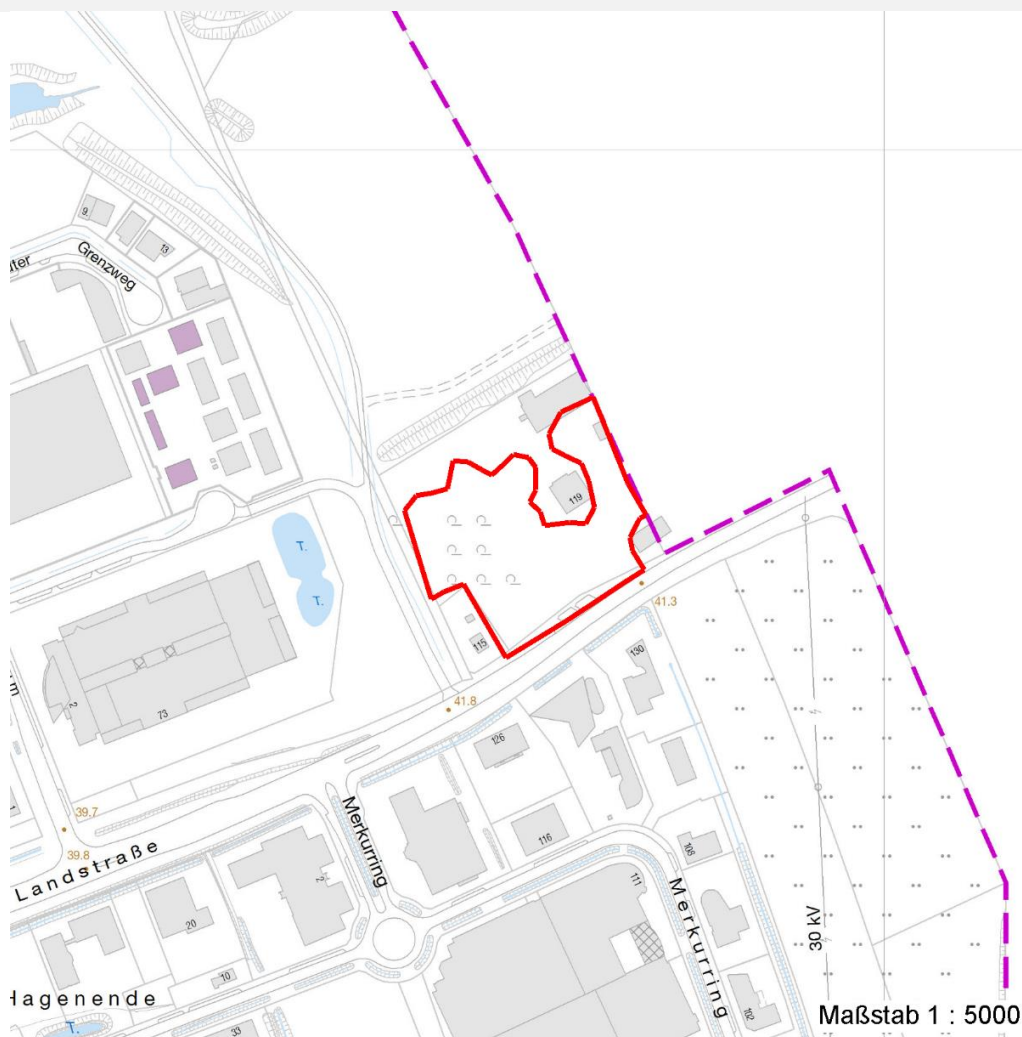 9
13
Grenzweg
119
T.
T.
115
41.3
130
2
73
41.8
126
39.7
39.8
Landstraße
Merkurring
116
108
2
111
20
Merkurring
10
30 kV
Hagenende
T.
33
102
Maßstab 1 : 5000